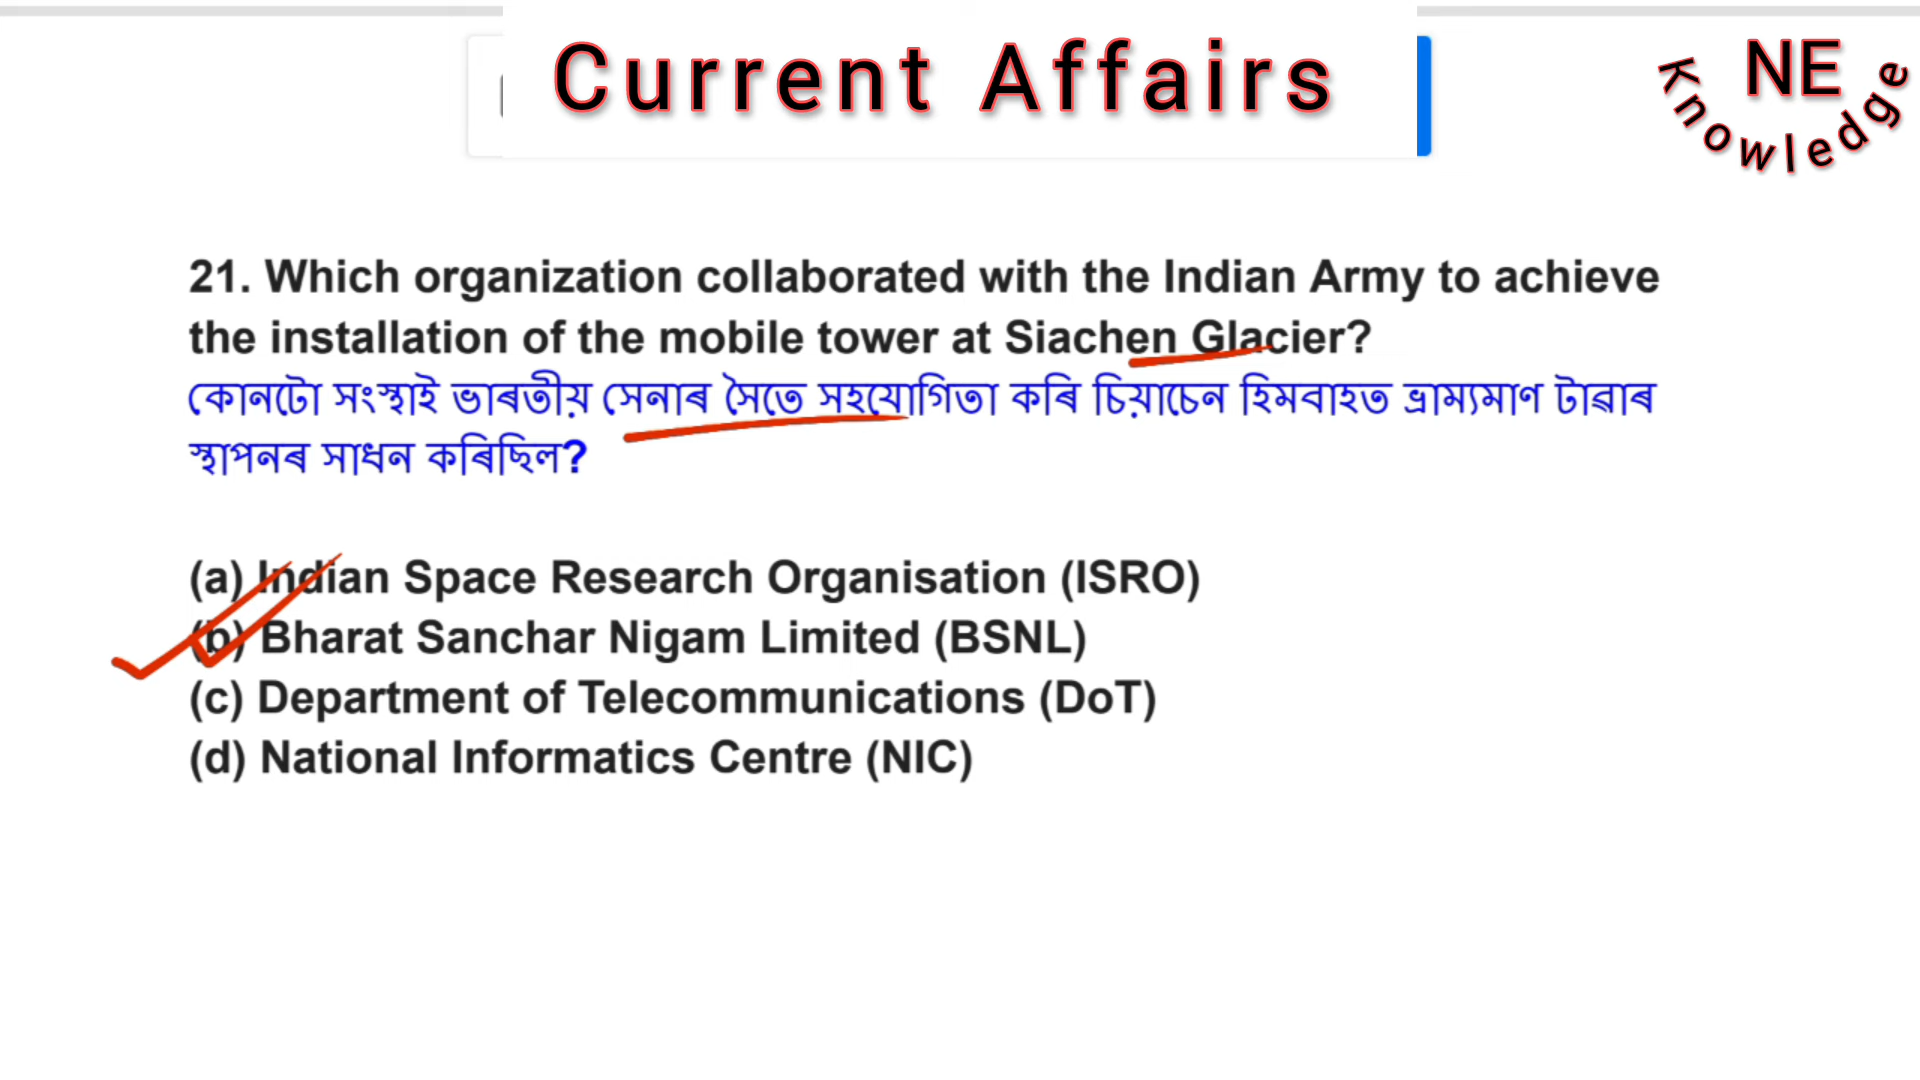 Current Affairs
NE
Knowledge
21. Which organization collaborated with the Indian Army to achieve
the installation of the mobile tower at Siachen Glacier?
কোনটো সংস্থাই ভাৰতীয় সেনাৰ সৈতে সহযোগিতা কৰি চিয়াচেন হিমবাহত ভ্ৰাম্যমাণ টাৱাৰ
স্থাপনৰ সাধন কৰিছিল?
(a) Indian Space Research Organisation (ISRO)
(b) Bharat Sanchar Nigam Limited (BSNL)
(c) Department of Telecommunications (DoT)
(d) National Informatics Centre (NIC)